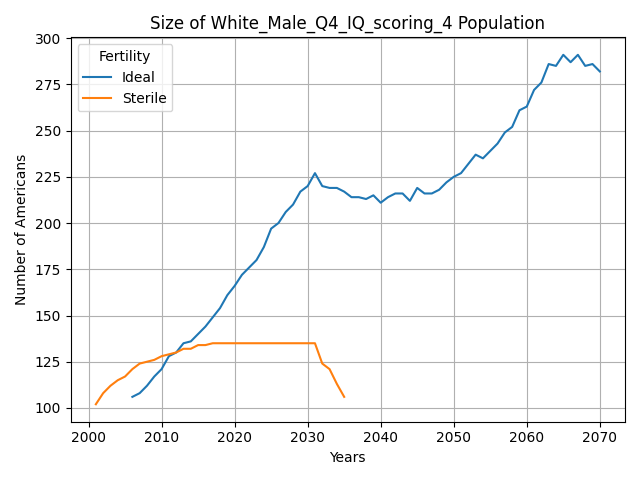 Size of White_Male_Q4_IQ_scoring_4 Population
Fertility
Ideal
Sterile
Number of Americans
300
275
250
225
200
175
150
125
100
2000 2010 2020 2030 2040 2050 2060 2070
Years